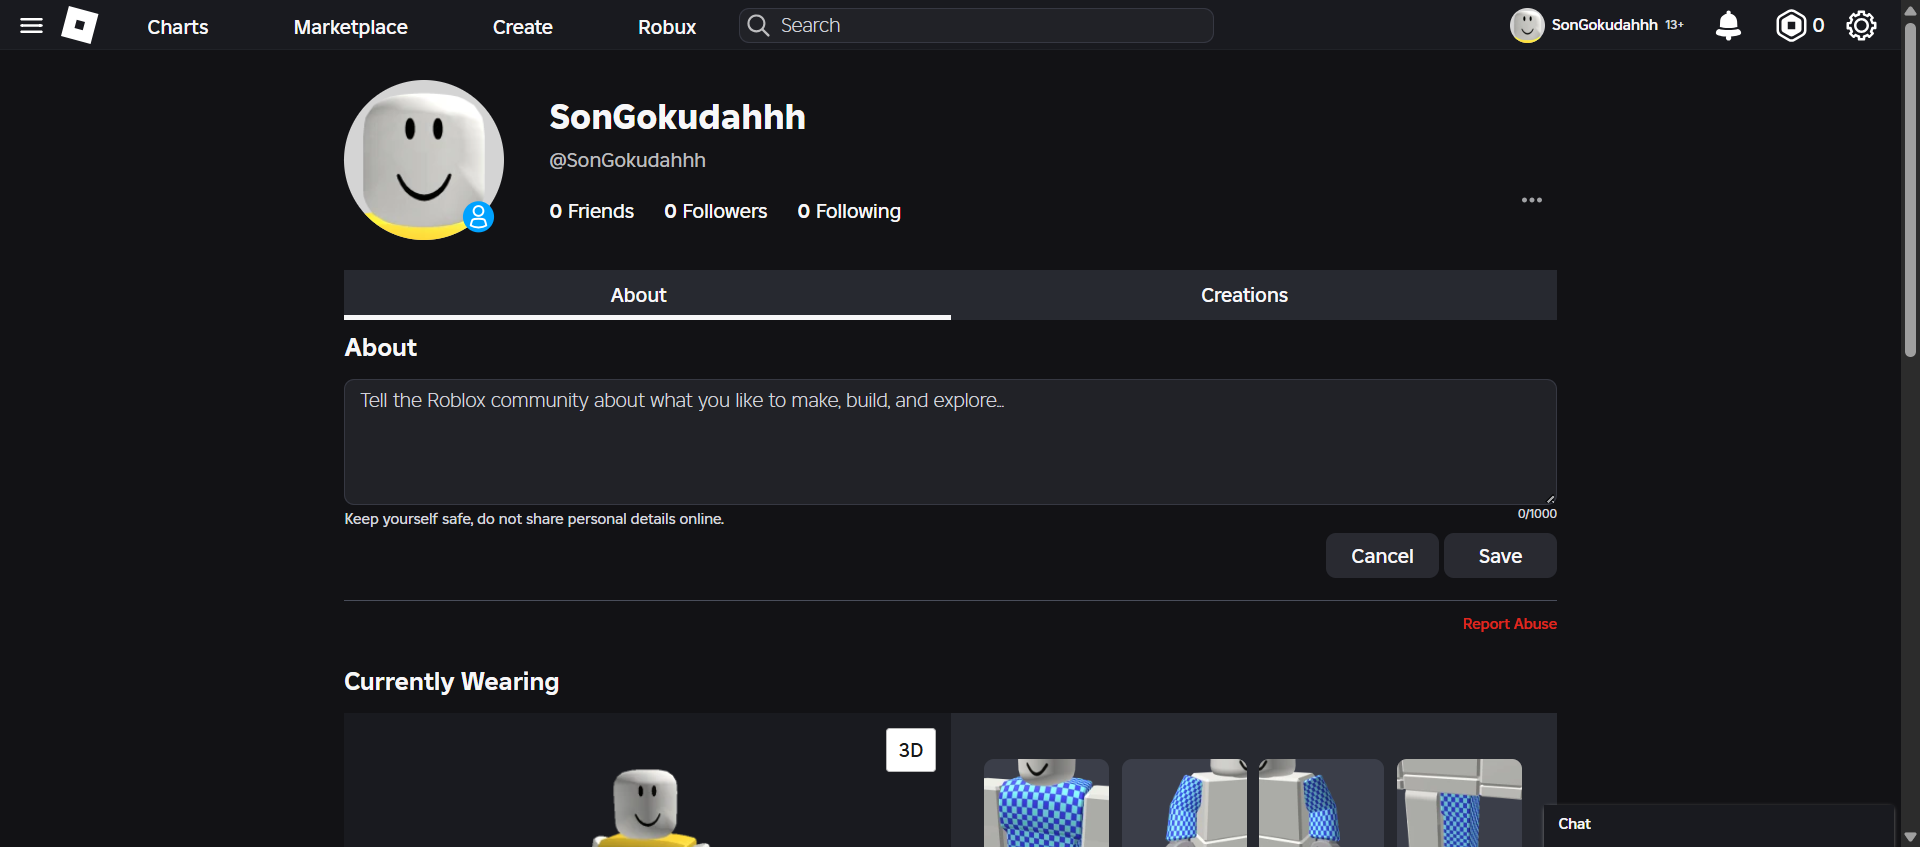 Charts Marketplace Create Robux Search SonGokudahhh 13+ 0
SonGokudahhh
@SonGokudahhh
0 Friends 0 Followers 0 Following
About Creations
About
Tell the Roblox community about what you like to make, build, and explore...
Keep yourself safe, do not share personal details online. 0/1000
Cancel Save
Report Abuse
Currently Wearing
3D
Chat